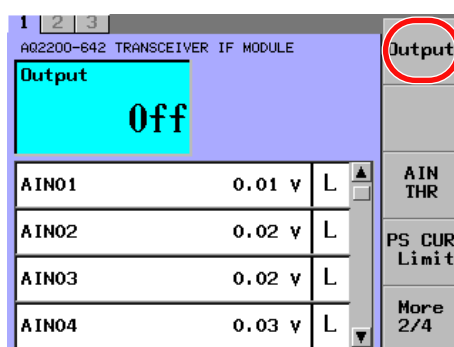 1 2 3
AQ2200-642 TRANSCEIVER IF MODULE
Output
Off
AIN01 0.01 V L
AIN02 0.02 V L
AIN03 0.02 V L
AIN04 0.03 V L
Output
AIN
THR
PS CUR
Limit
More
2/4